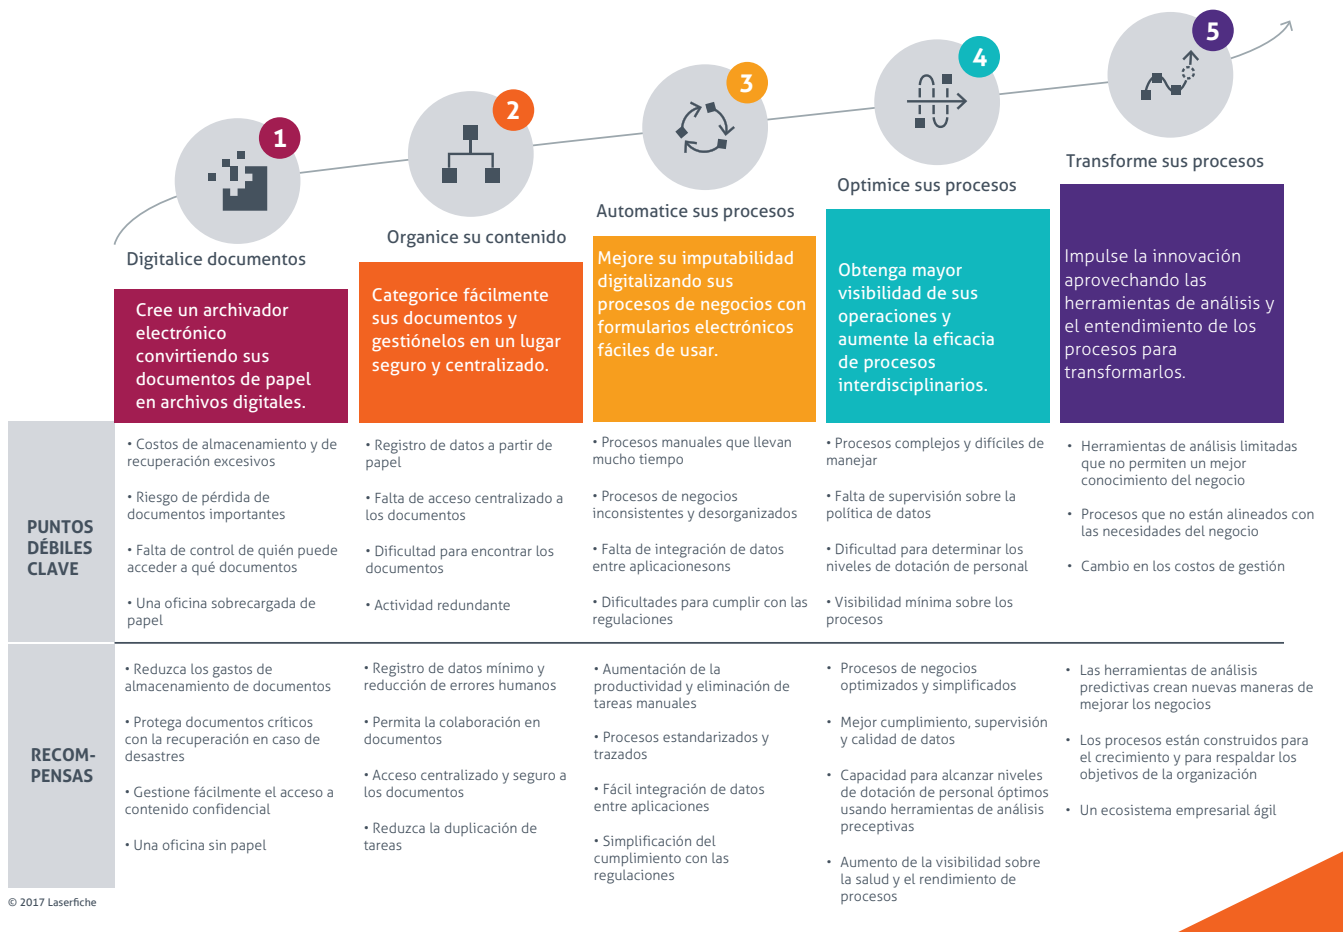 1
Digitalice documentos
Cree un archivador
electrónico
convirtiendo sus
documentos de papel
en archivos digitales.
2
Organice su contenido
Categorice fácilmente
sus documentos y
gestiónelos en un lugar
seguro y centralizado.
3
Automatice sus procesos
Mejore su imputabilidad
digitalizando sus
procesos de negocios con
formularios electrónicos
fáciles de usar.
4
Optimice sus procesos
Obtenga mayor
visibilidad de sus
operaciones y
aumente la eficacia
de procesos
interdisciplinarios.
5
Transforme sus procesos
Impulse la innovación
aprovechando las
herramientas de análisis y
el entendimiento de los
procesos para
transformarlos.
PUNTOS
DÉBILES
CLAVE
• Costos de almacenamiento y de
recuperación excesivos
• Riesgo de pérdida de
documentos importantes
• Falta de control de quién puede
acceder a qué documentos
• Una oficina sobrecargada de
papel
• Registro de datos a partir de
papel
• Falta de acceso centralizado a
los documentos
• Dificultad para encontrar los
documentos
• Actividad redundante
• Procesos manuales que llevan
mucho tiempo
• Procesos de negocios
inconsistentes y desorganizados
• Falta de integración de datos
entre aplicacionesons
• Dificultades para cumplir con las
regulaciones
• Procesos complejos y difíciles de
manejar
• Falta de supervisión sobre la
política de datos
• Dificultad para determinar los
niveles de dotación de personal
• Visibilidad mínima sobre los
procesos
• Herramientas de análisis limitadas
que no permiten un mejor
conocimiento del negocio
• Procesos que no están alineados con
las necesidades del negocio
• Cambio en los costos de gestión
RECOM-
PENSAS
• Reduzca los gastos de
almacenamiento de documentos
• Protega documentos críticos
con la recuperación en caso de
desastres
• Gestione fácilmente el acceso a
contenido confidencial
• Una oficina sin papel
• Registro de datos mínimo y
reducción de errores humanos
• Permita la colaboración en
documentos
• Acceso centralizado y seguro a
los documentos
• Reduzca la duplicación de
tareas
• Aumentación de la
productividad y eliminación de
tareas manuales
• Procesos estandarizados y
trazados
• Fácil integración de datos
entre aplicaciones
• Simplificación del
cumplimiento con las
regulaciones
• Procesos de negocios
optimizados y simplificados
• Mejor cumplimiento, supervisión
y calidad de datos
• Capacidad para alcanzar niveles
de dotación de personal óptimos
usando herramientas de análisis
preceptivas
• Aumento de la visibilidad sobre
la salud y el rendimiento de
procesos
• Las herramientas de análisis
predictivas crean nuevas maneras de
mejorar los negocios
• Los procesos están construidos para
el crecimiento y para respaldar los
objetivos de la organización
• Un ecosistema empresarial ágil
© 2017 Laserfiche